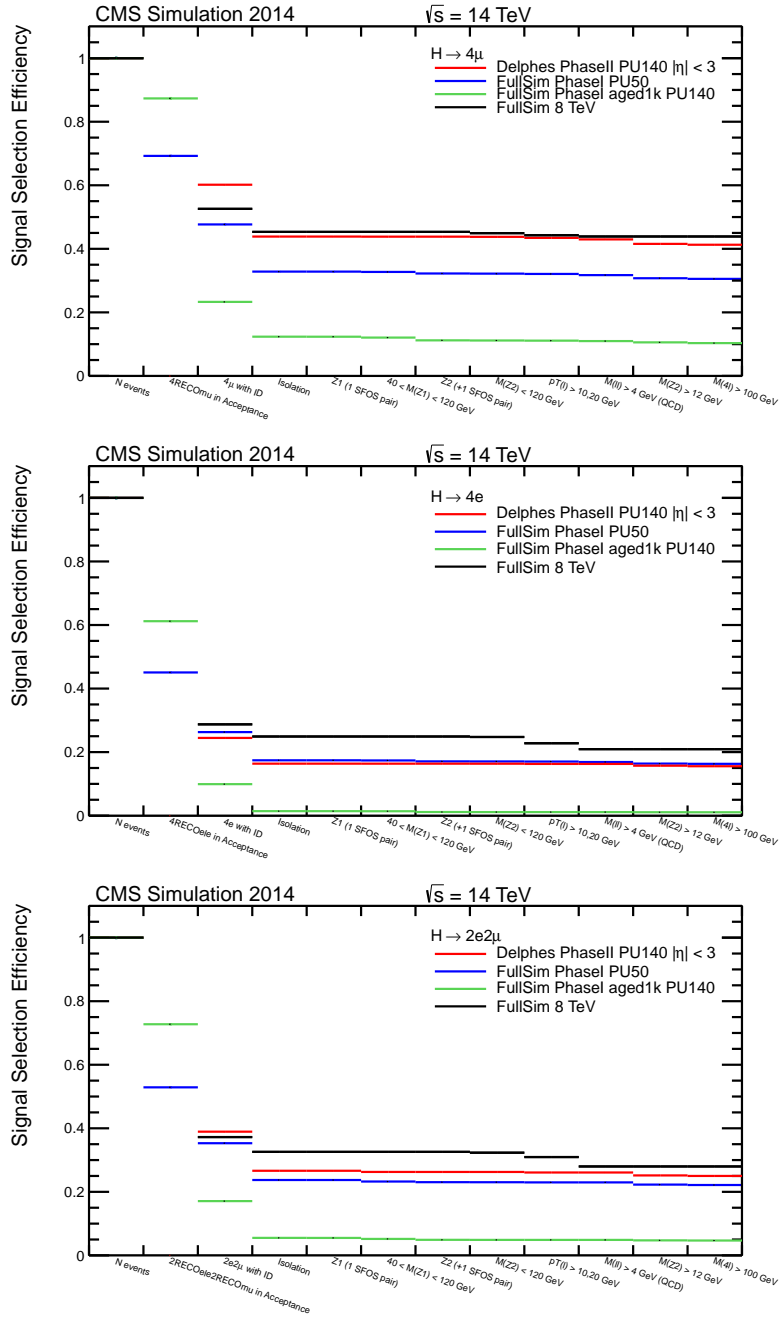 CMS Simulation 2014 √s = 14 TeV
Signal Selection Efficiency
H → 4μ
Delphes PhaseII PU140 |η| < 3
FullSim PhaseI PU50
FullSim PhaseI aged1k PU140
FullSim 8 TeV
1
0.8
0.6
0.4
0.2
0
N events
4RECOmu in Acceptance
4μ with ID
Isolation
Z1 (1 SFOS pair)
40 < M(Z1) < 120 GeV
Z2 (+1 SFOS pair)
M(Z2) < 120 GeV
pT(l) > 10,20 GeV
M(ll) > 4 GeV (QCD)
M(Z2) > 12 GeV
M(4l) > 100 GeV
CMS Simulation 2014 √s = 14 TeV
Signal Selection Efficiency
H → 4e
Delphes PhaseII PU140 |η| < 3
FullSim PhaseI PU50
FullSim PhaseI aged1k PU140
FullSim 8 TeV
1
0.8
0.6
0.4
0.2
0
N events
4RECOele in Acceptance
4e with ID
Isolation
Z1 (1 SFOS pair)
40 < M(Z1) < 120 GeV
Z2 (+1 SFOS pair)
M(Z2) < 120 GeV
pT(l) > 10,20 GeV
M(ll) > 4 GeV (QCD)
M(Z2) > 12 GeV
M(4l) > 100 GeV
CMS Simulation 2014 √s = 14 TeV
Signal Selection Efficiency
H → 2e2μ
Delphes PhaseII PU140 |η| < 3
FullSim PhaseI PU50
FullSim PhaseI aged1k PU140
FullSim 8 TeV
1
0.8
0.6
0.4
0.2
0
N events
2RECOele2RECOmu in Acceptance
2e2μ with ID
Isolation
Z1 (1 SFOS pair)
40 < M(Z1) < 120 GeV
Z2 (+1 SFOS pair)
M(Z2) < 120 GeV
pT(l) > 10,20 GeV
M(ll) > 4 GeV (QCD)
M(Z2) > 12 GeV
M(4l) > 100 GeV